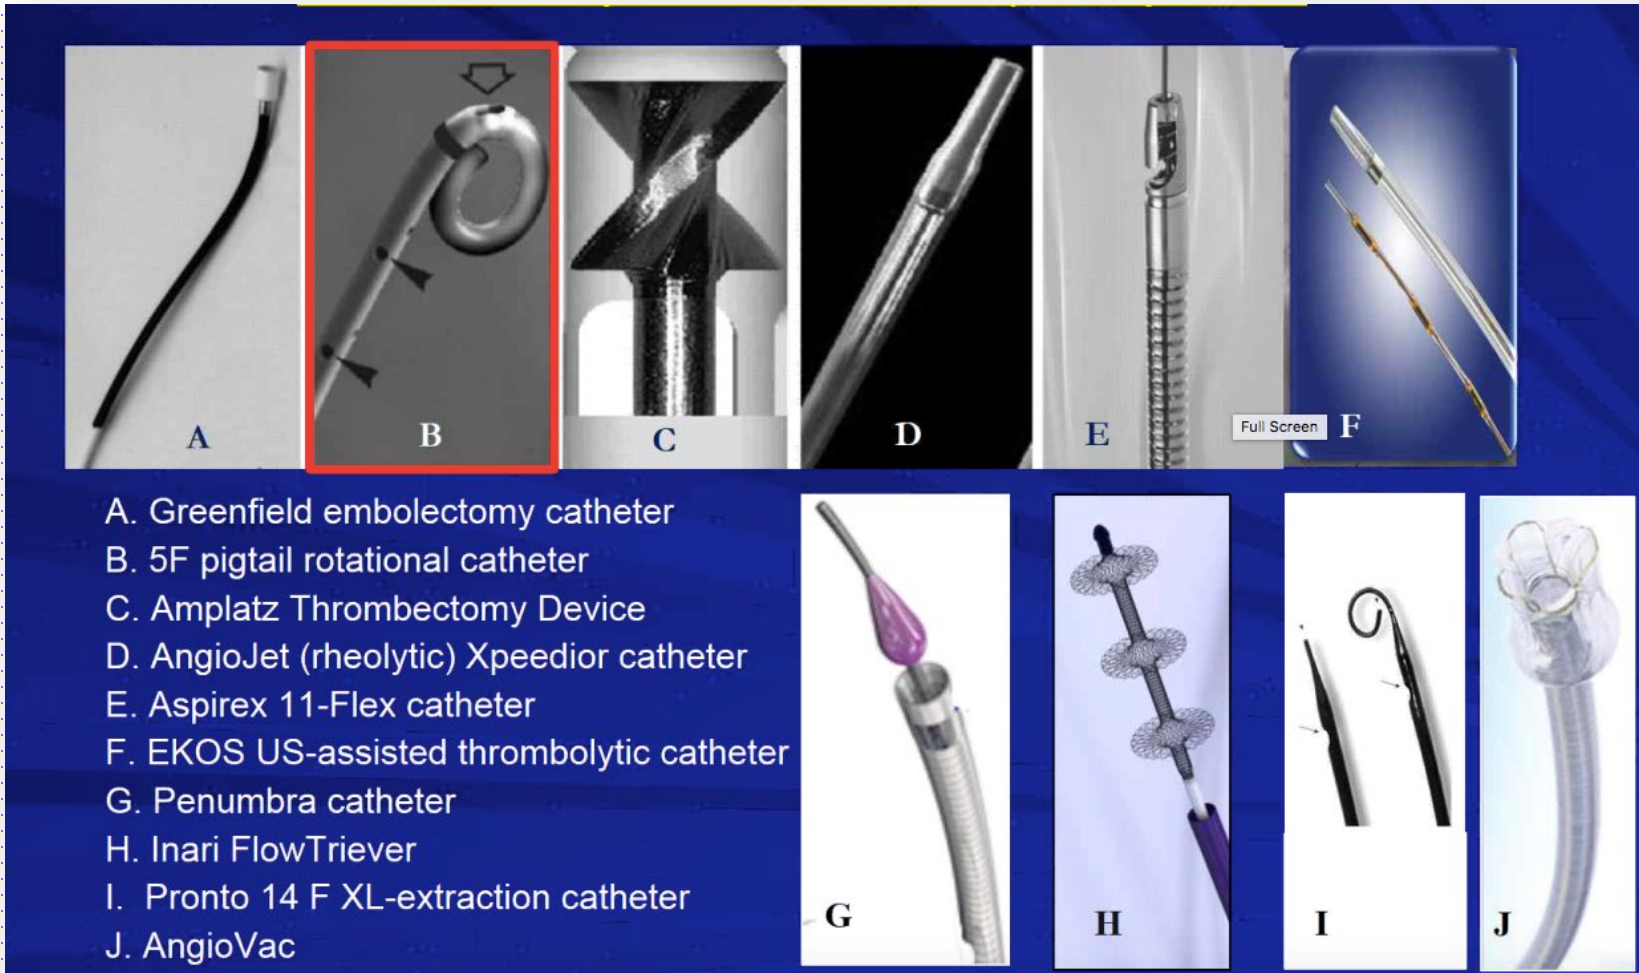 A
B
C
D
E
Full Screen
F
A. Greenfield embolectomy catheter
B. 5F pigtail rotational catheter
C. Amplatz Thrombectomy Device
D. AngioJet (rheolytic) Xpeedior catheter
E. Aspirex 11-Flex catheter
F. EKOS US-assisted thrombolytic catheter
G. Penumbra catheter
H. Inari FlowTriever
I. Pronto 14 F XL-extraction catheter
J. AngioVac
G
H
I
J